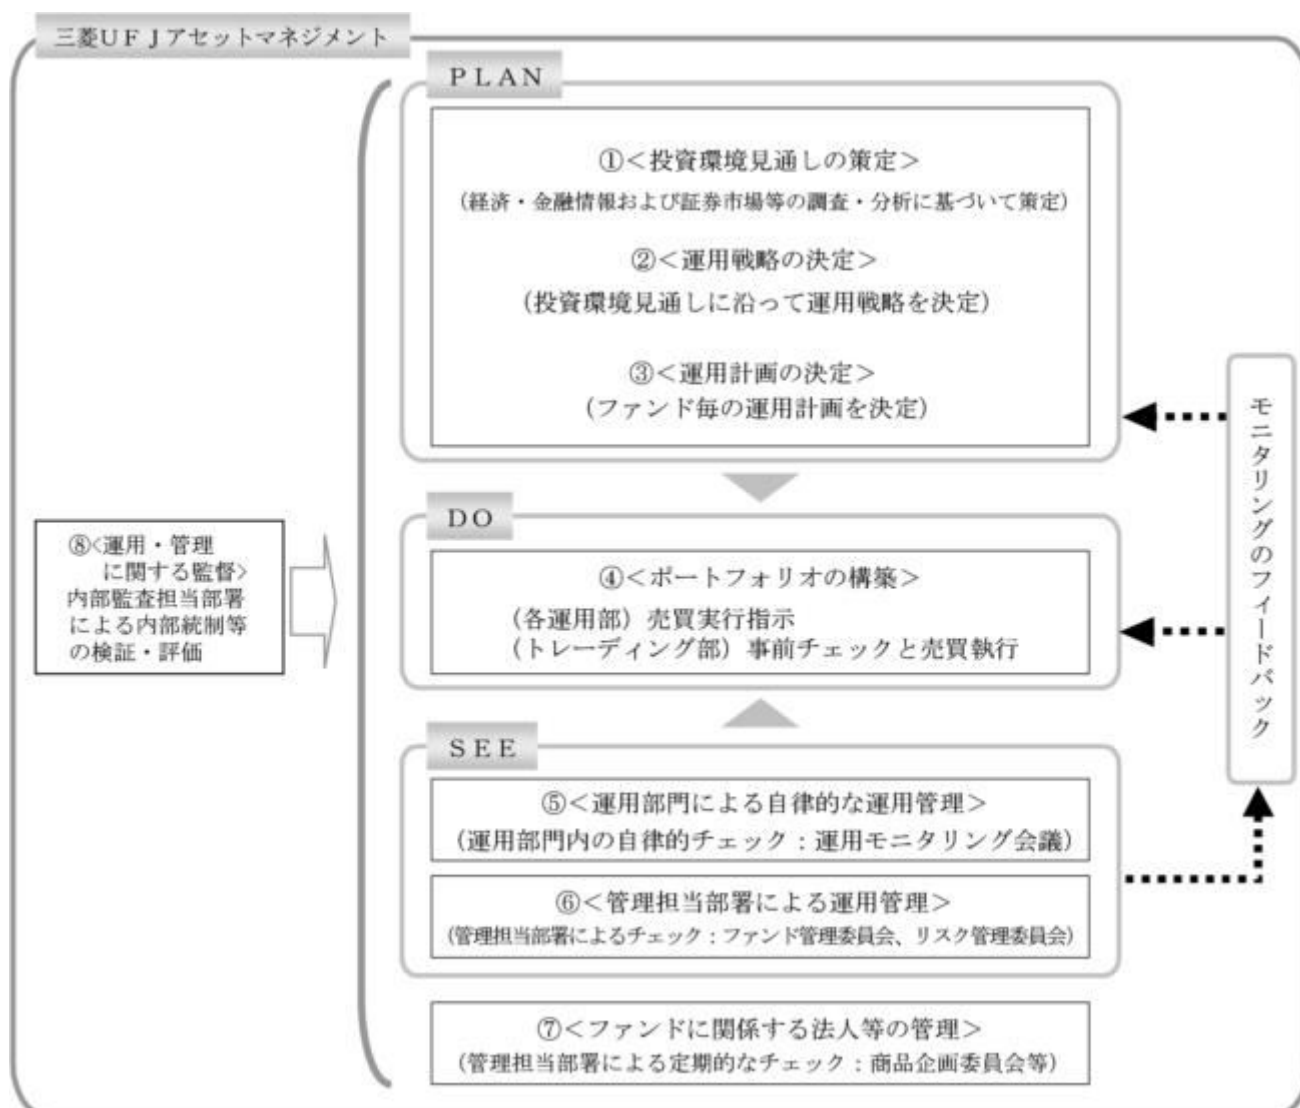 三菱ＵＦＪアセットマネジメント
ＰＬＡＮ
①＜投資環境見通しの策定＞
（経済・金融情報および証券市場等の調査・分析に基づいて策定）
②＜運用戦略の決定＞
（投資環境見通しに沿って運用戦略を決定）
③＜運用計画の決定＞
（ファンド毎の運用計画を決定）
ＤＯ
④＜ポートフォリオの構築＞
（各運用部）売買実行指示
（トレーディング部）事前チェックと売買執行
ＳＥＥ
⑤＜運用部門による自律的な運用管理＞
（運用部門内の自律的チェック：運用モニタリング会議）
⑥＜管理担当部署による運用管理＞
（管理担当部署によるチェック：ファンド管理委員会、リスク管理委員会）
⑦＜ファンドに関係する法人等の管理＞
（管理担当部署による定期的なチェック：商品企画委員会等）
⑧＜運用・管理
に関する監督＞
内部監査担当部署
による内部統制等
の検証・評価
モニタリングのフィードバック